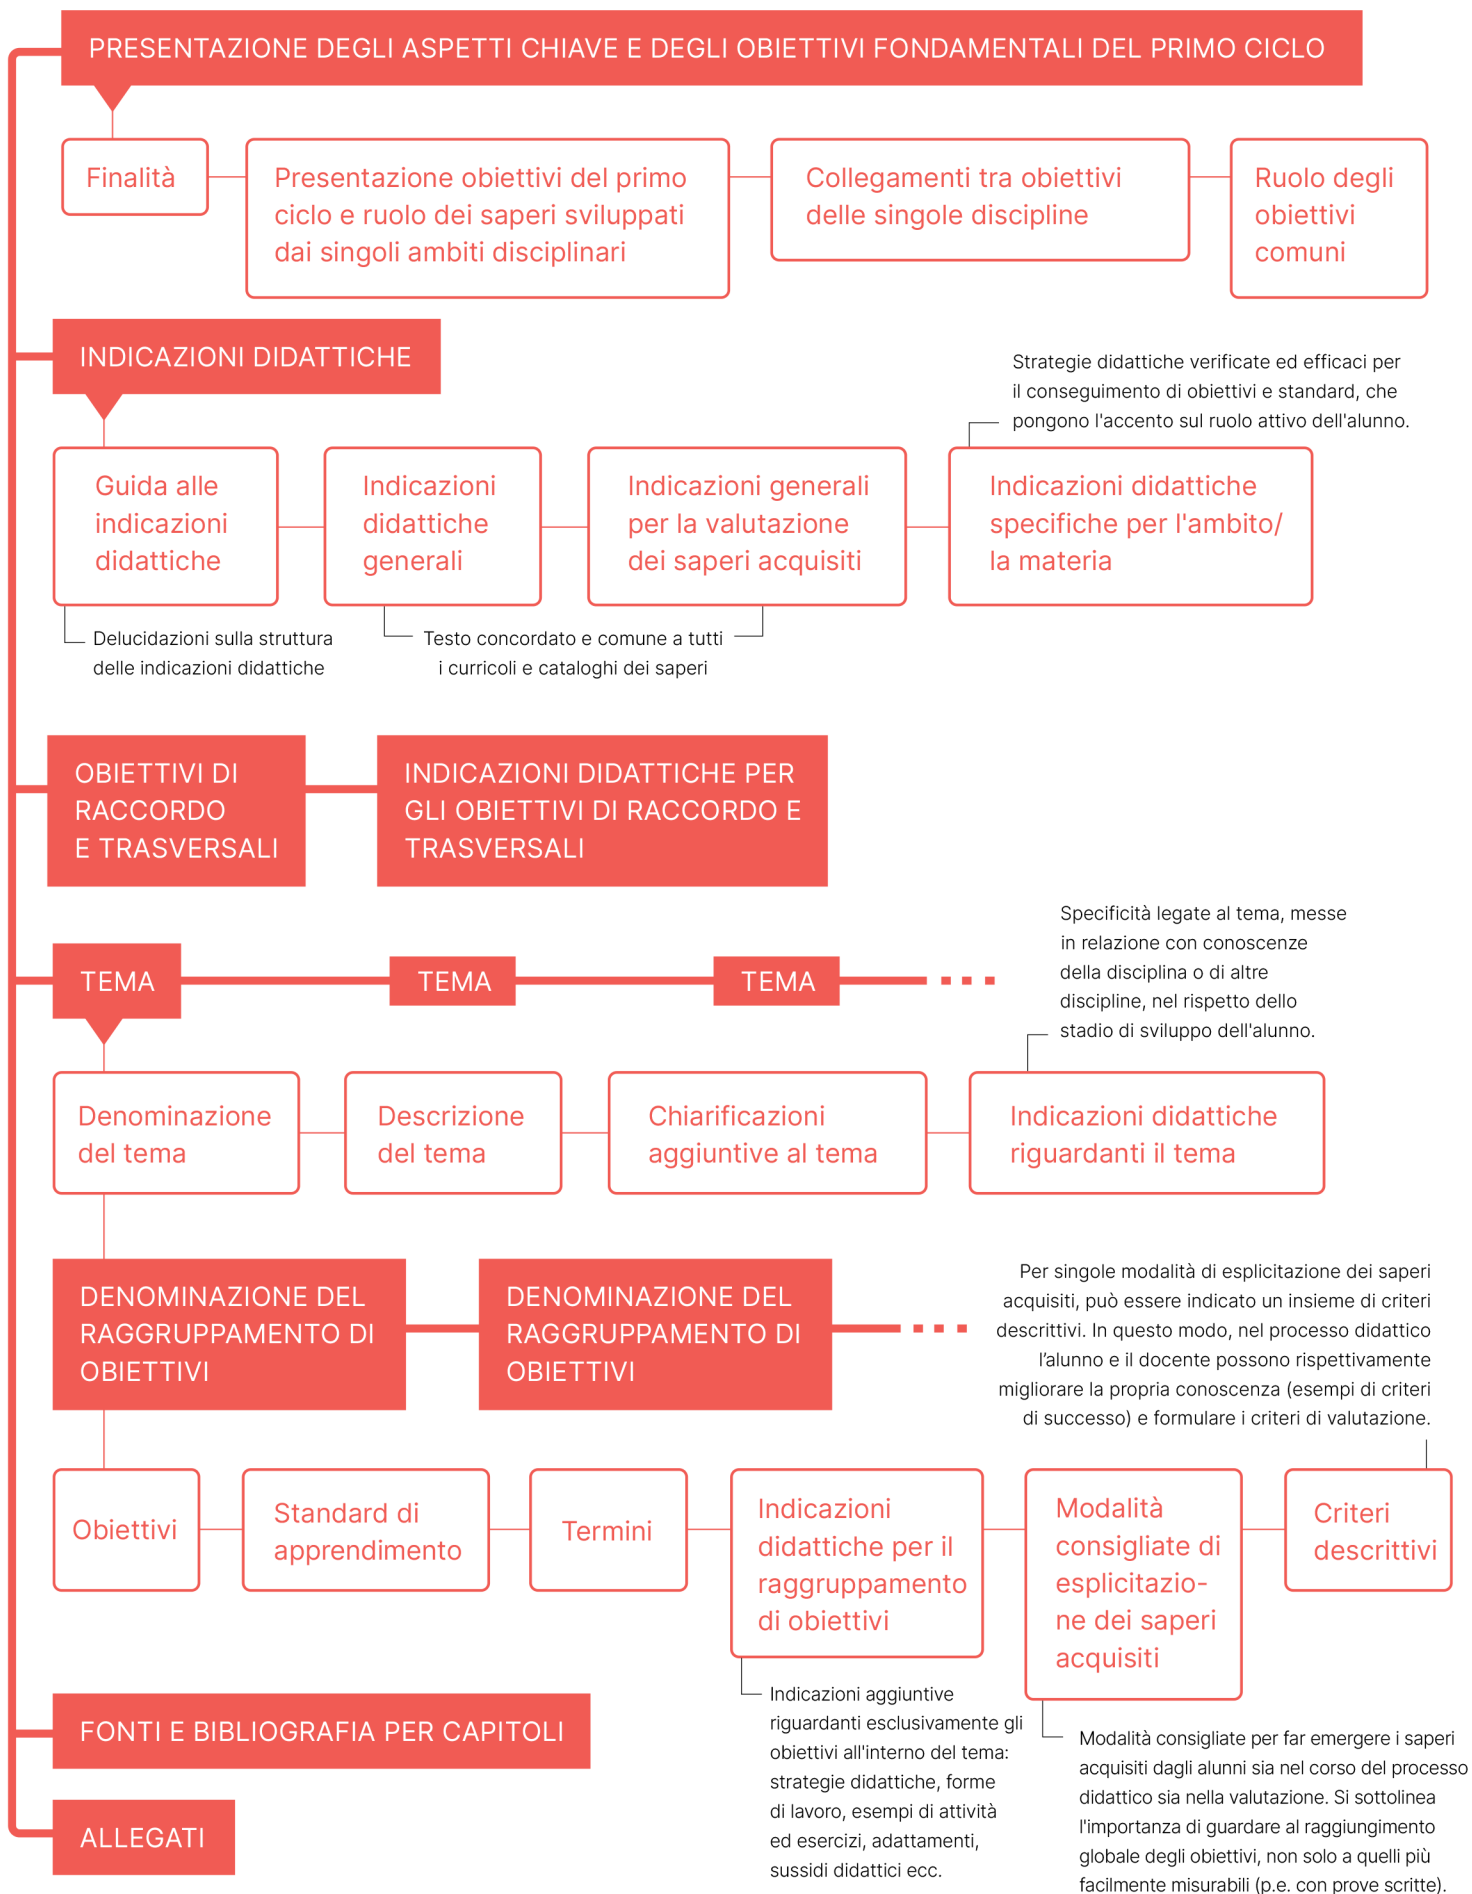 PRESENTAZIONE DEGLI ASPETTI CHIAVE E DEGLI OBIETTIVI FONDAMENTALI DEL PRIMO CICLO
Finalità
Presentazione obiettivi del primo
ciclo e ruolo dei saperi sviluppati
dai singoli ambiti disciplinari
Collegamenti tra obiettivi
delle singole discipline
Ruolo degli
obiettivi
comuni
INDICAZIONI DIDATTICHE
Strategie didattiche verificate ed efficaci per
il conseguimento di obiettivi e standard, che
pongono l'accento sul ruolo attivo dell'alunno.
Guida alle
indicazioni
didattiche
Indicazioni
didattiche
generali
Indicazioni generali
per la valutazione
dei saperi acquisiti
Indicazioni didattiche
specifiche per l'ambito/
la materia
Delucidazioni sulla struttura
delle indicazioni didattiche
Testo concordato e comune a tutti
i curricoli e cataloghi dei saperi
OBIETTIVI DI
RACCORDO
E TRASVERSALI
INDICAZIONI DIDATTICHE PER
GLI OBIETTIVI DI RACCORDO E
TRASVERSALI
Specificità legate al tema, messe
in relazione con conoscenze
della disciplina o di altre
discipline, nel rispetto dello
stadio di sviluppo dell'alunno.
TEMA
TEMA
TEMA
Denominazione
del tema
Descrizione
del tema
Chiarificazioni
aggiuntive al tema
Indicazioni didattiche
riguardanti il tema
DENOMINAZIONE DEL
RAGGRUPPAMENTO DI
OBIETTIVI
DENOMINAZIONE DEL
RAGGRUPPAMENTO DI
OBIETTIVI
Per singole modalità di esplicitazione dei saperi
acquisiti, può essere indicato un insieme di criteri
descrittivi. In questo modo, nel processo didattico
l’alunno e il docente possono rispettivamente
migliorare la propria conoscenza (esempi di criteri
di successo) e formulare i criteri di valutazione.
Obiettivi
Standard di
apprendimento
Termini
Indicazioni
didattiche per il
raggruppamento
di obiettivi
Modalità
consigliate di
esplicitazio-
ne dei saperi
acquisiti
Criteri
descrittivi
Indicazioni aggiuntive
riguardanti esclusivamente gli
obiettivi all'interno del tema:
strategie didattiche, forme
di lavoro, esempi di attività
ed esercizi, adattamenti,
sussidi didattici ecc.
Modalità consigliate per far emergere i saperi
acquisiti dagli alunni sia nel corso del processo
didattico sia nella valutazione. Si sottolinea
l'importanza di guardare al raggiungimento
globale degli obiettivi, non solo a quelli più
facilmente misurabili (p.e. con prove scritte).
FONTI E BIBLIOGRAFIA PER CAPITOLI
ALLEGATI